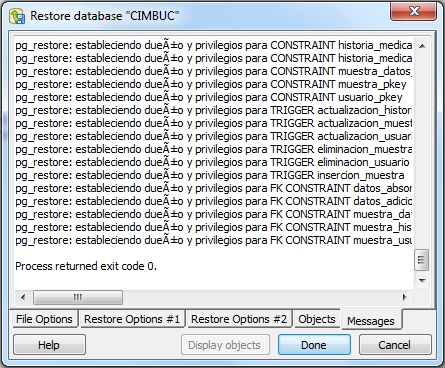 Restore database "CIMBUC"
pg_restore: estableciendo dueÃ±o y privilegios para CONSTRAINT historia_medica
pg_restore: estableciendo dueÃ±o y privilegios para CONSTRAINT historia_medica
pg_restore: estableciendo dueÃ±o y privilegios para CONSTRAINT muestra_datos_
pg_restore: estableciendo dueÃ±o y privilegios para CONSTRAINT muestra_pkey
pg_restore: estableciendo dueÃ±o y privilegios para CONSTRAINT usuario_pkey
pg_restore: estableciendo dueÃ±o y privilegios para TRIGGER actualizacion_histor
pg_restore: estableciendo dueÃ±o y privilegios para TRIGGER actualizacion_muest
pg_restore: estableciendo dueÃ±o y privilegios para TRIGGER actualizacion_usuar
pg_restore: estableciendo dueÃ±o y privilegios para TRIGGER eliminacion_muestra
pg_restore: estableciendo dueÃ±o y privilegios para TRIGGER eliminacion_usuario
pg_restore: estableciendo dueÃ±o y privilegios para TRIGGER insercion_muestra
pg_restore: estableciendo dueÃ±o y privilegios para FK CONSTRAINT datos_absor
pg_restore: estableciendo dueÃ±o y privilegios para FK CONSTRAINT datos_adicio
pg_restore: estableciendo dueÃ±o y privilegios para FK CONSTRAINT muestra_da
pg_restore: estableciendo dueÃ±o y privilegios para FK CONSTRAINT muestra_his
pg_restore: estableciendo dueÃ±o y privilegios para FK CONSTRAINT muestra_usu
Process returned exit code 0.
File Options Restore Options #1 Restore Options #2 Objects Messages
Help Display objects Done Cancel